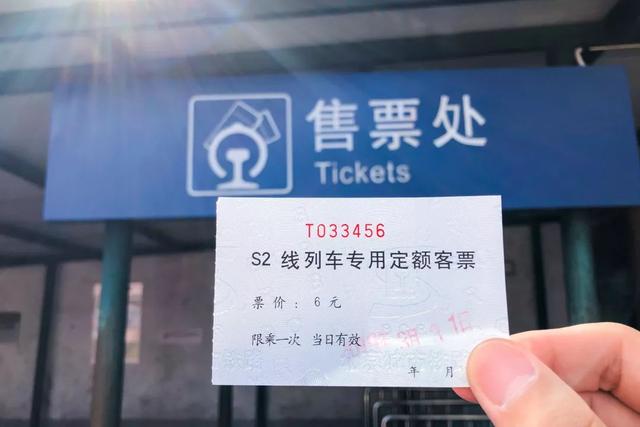 售票处
Tickets
T033456
S2 线列车专用定额客票
票价：6元
限乘一次 当日有效
年 月